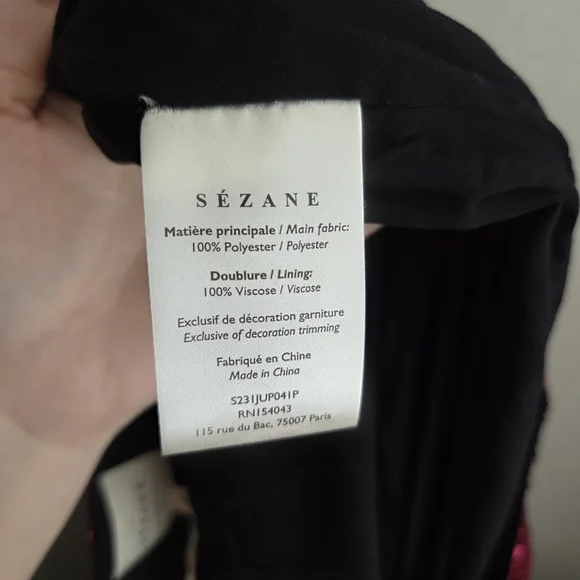 SÉZANE
Matière principale / Main fabric:
100% Polyester / Polyester
Doublure / Lining:
100% Viscose / Viscose
Exclusif de décoration garniture
Exclusive of decoration trimming
Fabriqué en Chine
Made in China
S231JUP041P
RN154043
115 rue du Bac, 75007 Paris